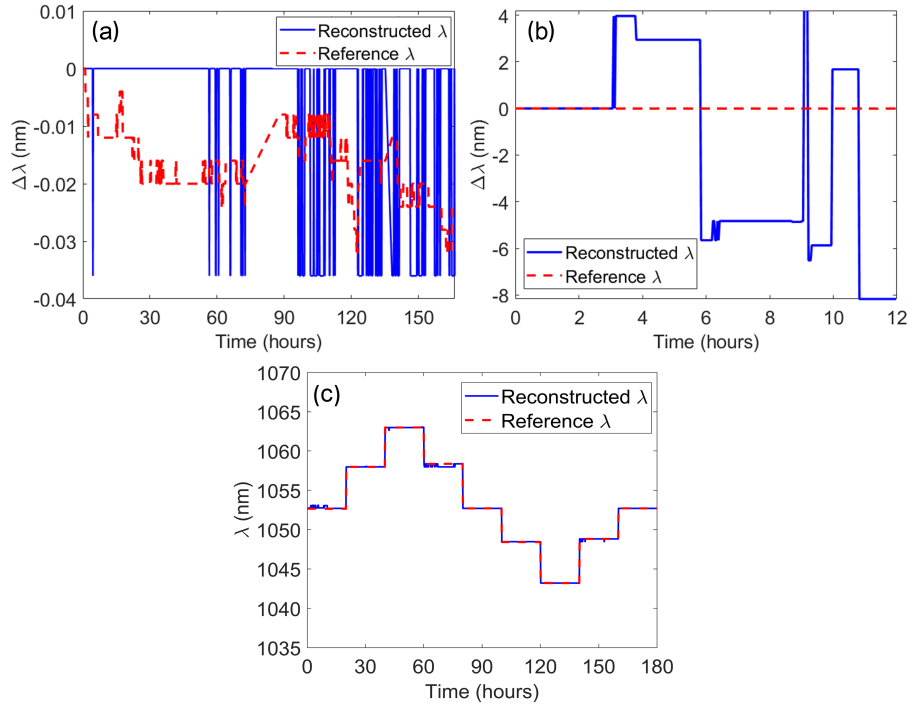 (a)
Reconstructed λ
Reference λ
0.01
0
-0.01
-0.02
-0.03
-0.04
Δλ (nm)
0 30 60 90 120 150
Time (hours)
(b)
4
2
0
-2
-4
-6
-8
Δλ (nm)
Reconstructed λ
Reference λ
0 2 4 6 8 10 12
Time (hours)
(c)
Reconstructed λ
Reference λ
1070
1065
1060
1055
1050
1045
1040
1035
λ (nm)
0 30 60 90 120 150 180
Time (hours)